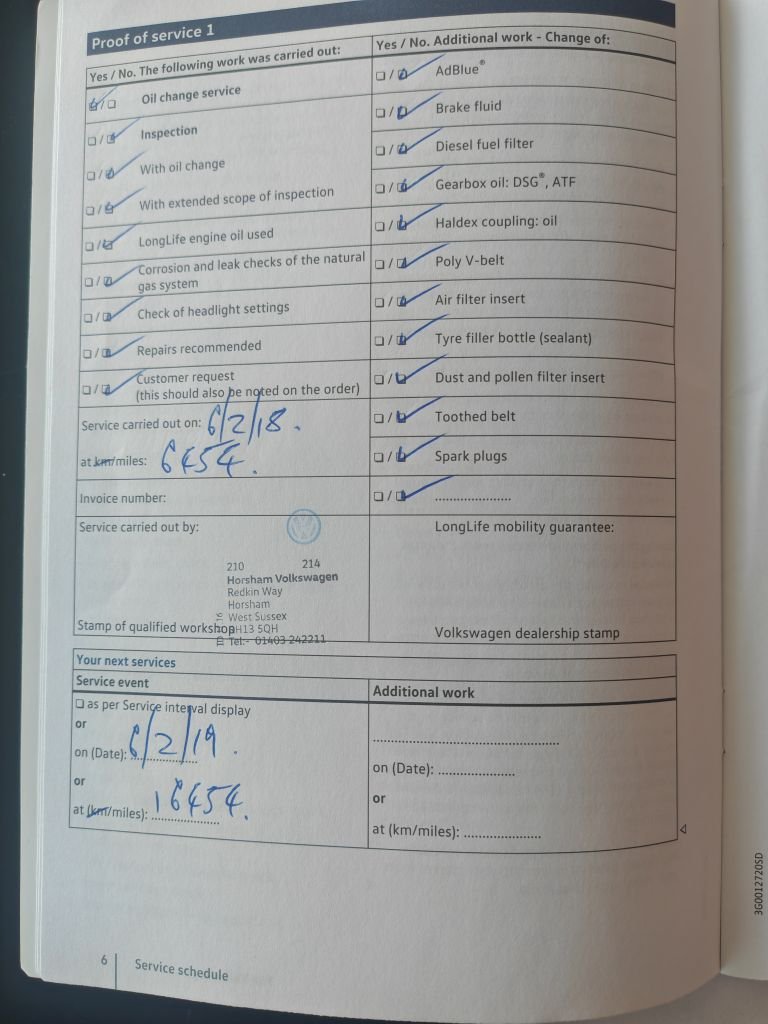 Proof of service 1
Yes / No. The following work was carried out:
☑/☐ Oil change service
☐/☑ Inspection
☐/☑ With oil change
☐/☑ With extended scope of inspection
☐/☑ LongLife engine oil used
☐/☑ Corrosion and leak checks of the natural
gas system
☐/☑ Check of headlight settings
☐/☑ Repairs recommended
☐/☑ Customer request
(this should also be noted on the order)
Service carried out on: 6/2/18.
at km/miles: 6454.
Invoice number:
Service carried out by:
210 214
Horsham Volkswagen
Redkin Way
Horsham
West Sussex
RH13 5QH
Tel:- 01403 242211
Stamp of qualified workshop
Yes / No. Additional work - Change of:
☐/☑ AdBlue®
☐/☑ Brake fluid
☐/☑ Diesel fuel filter
☐/☑ Gearbox oil: DSG®, ATF
☐/☑ Haldex coupling: oil
☐/☑ Poly V-belt
☐/☑ Air filter insert
☐/☑ Tyre filler bottle (sealant)
☐/☑ Dust and pollen filter insert
☐/☑ Toothed belt
☐/☑ Spark plugs
☐/☑ ......................
LongLife mobility guarantee:
Volkswagen dealership stamp
Your next services
Service event
☐ as per Service interval display
or
on (Date): 6/2/19.
or
at (km/miles): 16454.
Additional work
......................................................
on (Date): ......................
or
at (km/miles): ......................
6 Service schedule
3G0012720SD